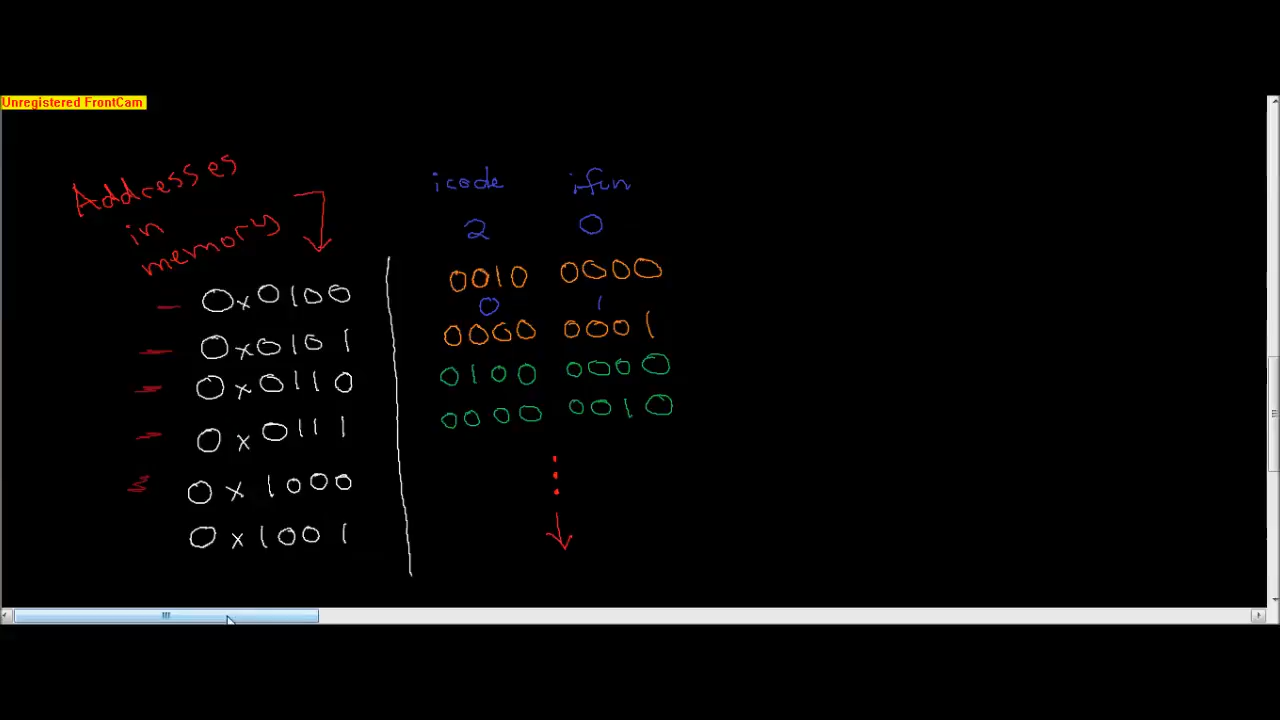 Unregistered FrontCam
Addresses
in
memory
icode ifun
2 0
0x0100 0010 0000
0 1
0x0101 0000 0001
0x0110 0100 0000
0x0111 0000 0010
0x1000
0x1001